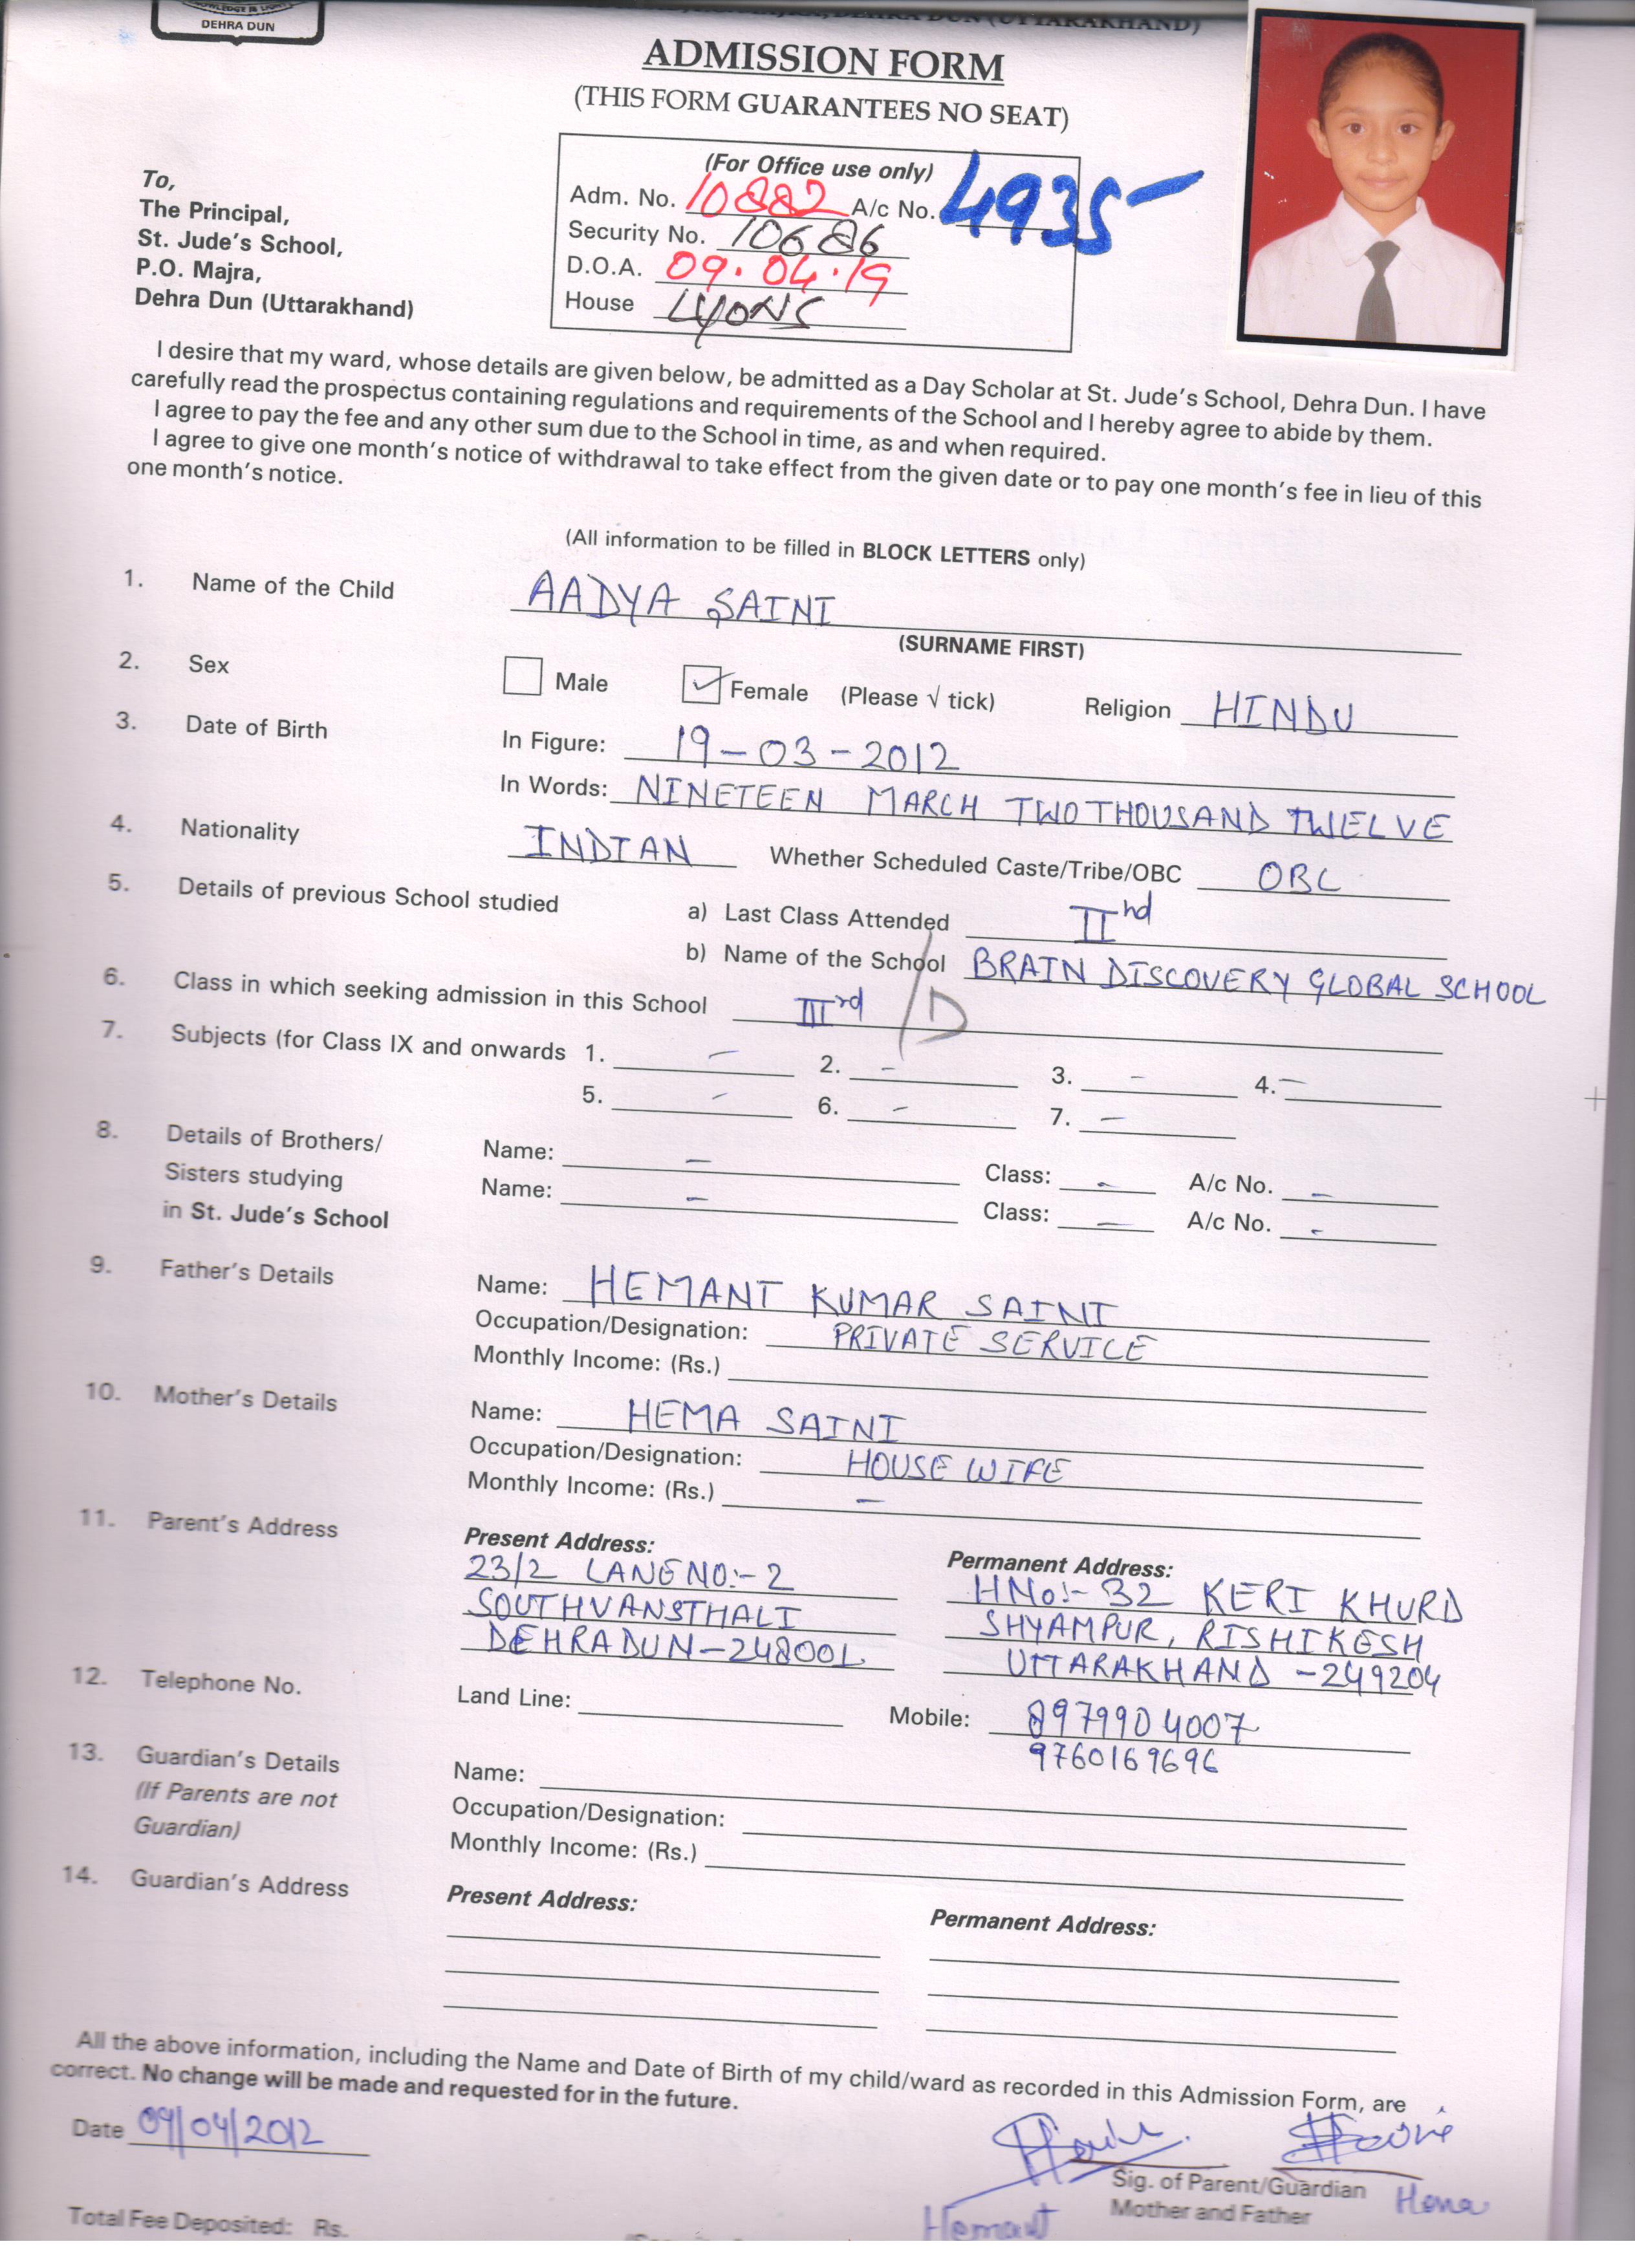 DEHRA DUN
DEHRA DUN (UTTARAKHAND)
ADMISSION FORM
(THIS FORM GUARANTEES NO SEAT)
(For Office use only)
Adm. No. 10882 A/c No. 4935
Security No. 10686
D.O.A. 09.04.19
House LYONS
To,
The Principal,
St. Jude's School,
P.O. Majra,
Dehra Dun (Uttarakhand)
I desire that my ward, whose details are given below, be admitted as a Day Scholar at St. Jude's School, Dehra Dun. I have
carefully read the prospectus containing regulations and requirements of the School and I hereby agree to abide by them.
I agree to pay the fee and any other sum due to the School in time, as and when required.
I agree to give one month's notice of withdrawal to take effect from the given date or to pay one month's fee in lieu of this
one month's notice.
(All information to be filled in BLOCK LETTERS only)
1. Name of the Child AADYA SAINI
(SURNAME FIRST)
2. Sex Male Female (Please √ tick) Religion HINDU
3. Date of Birth In Figure: 19-03-2012
In Words: NINETEEN MARCH TWO THOUSAND TWELVE
4. Nationality INDIAN Whether Scheduled Caste/Tribe/OBC OBC
5. Details of previous School studied a) Last Class Attended IInd
b) Name of the School BRAIN DISCOVERY GLOBAL SCHOOL
6. Class in which seeking admission in this School IIIrd /D
7. Subjects (for Class IX and onwards 1. - 2. - 3. - 4. -
5. - 6. - 7. -
8. Details of Brothers/ Name: - Class: - A/c No. -
Sisters studying Name: - Class: - A/c No. -
in St. Jude's School
9. Father's Details Name: HEMANT KUMAR SAINI
Occupation/Designation: PRIVATE SERVICE
Monthly Income: (Rs.)
10. Mother's Details Name: HEMA SAINI
Occupation/Designation: HOUSE WIFE
Monthly Income: (Rs.) -
11. Parent's Address Present Address: Permanent Address:
23/2 LANE NO:- 2 HNo:- 32 KERI KHURD
SOUTHVANSTHALI SHYAMPUR, RISHIKESH
DEHRADUN-248001 UTTARAKHAND -249204
12. Telephone No. Land Line: Mobile: 8979904007
9760169696
13. Guardian's Details Name:
(If Parents are not Occupation/Designation:
Guardian) Monthly Income: (Rs.)
14. Guardian's Address Present Address: Permanent Address:
All the above information, including the Name and Date of Birth of my child/ward as recorded in this Admission Form, are
correct. No change will be made and requested for in the future.
Date 09/04/2012
Sig. of Parent/Guardian Hema
Hemant Mother and Father
Total Fee Deposited: Rs.